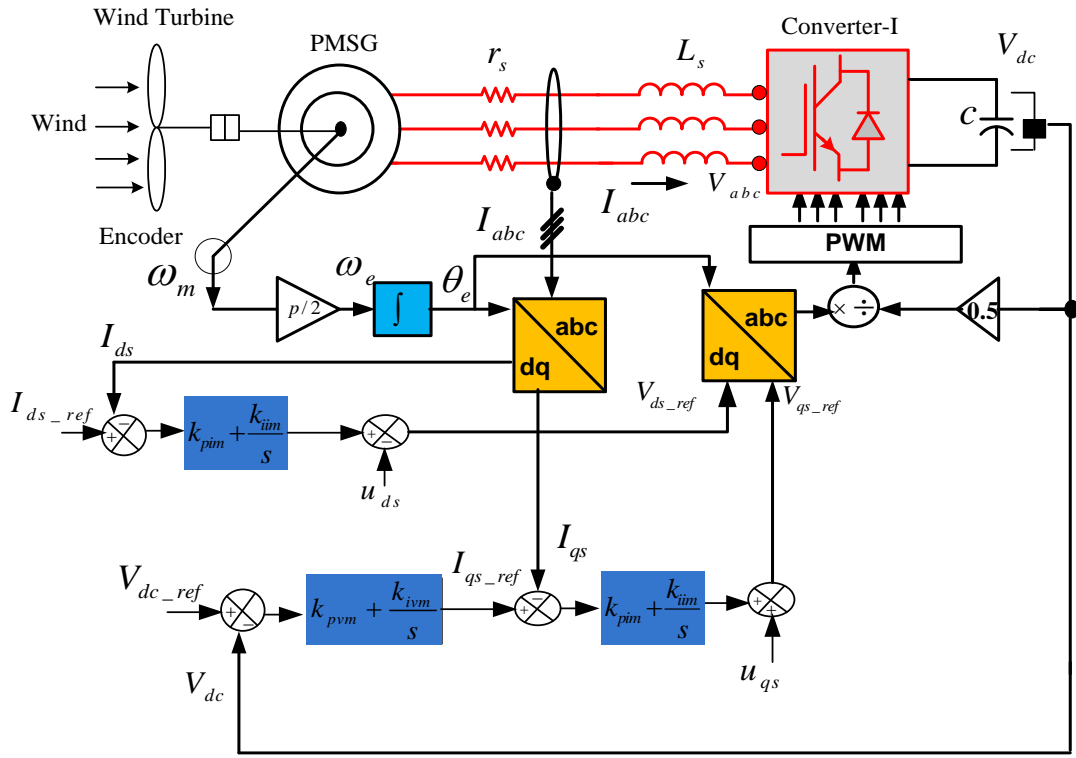 Wind Turbine
PMSG
Converter-I
r_s
L_s
V_dc
Wind
c
V_abc
I_abc
I_abc
Encoder
PWM
ω_m
ω_e
θ_e
p/2
∫
abc
dq
abc
dq
× ÷
0.5
I_ds
V_ds_ref
V_qs_ref
I_ds_ref
+
−
k_pim + k_iim/s
+
−
u_ds
I_qs
I_qs_ref
V_dc_ref
+
−
k_pvm + k_ivm/s
+
−
k_pim + k_iim/s
+
+
u_qs
V_dc